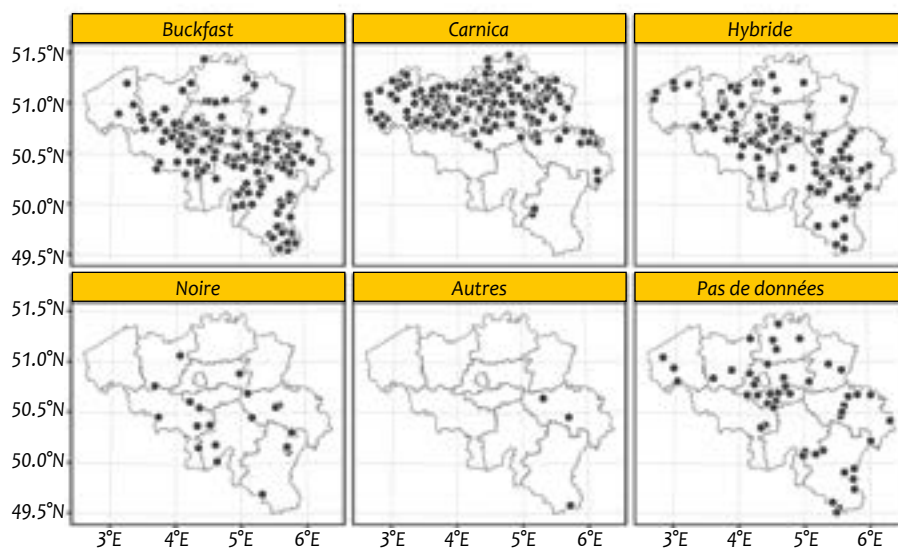 Buckfast Carnica Hybride
51.5°N
51.0°N
50.5°N
50.0°N
49.5°N
Noire Autres Pas de données
51.5°N
51.0°N
50.5°N
50.0°N
49.5°N
3°E 4°E 5°E 6°E 3°E 4°E 5°E 6°E 3°E 4°E 5°E 6°E